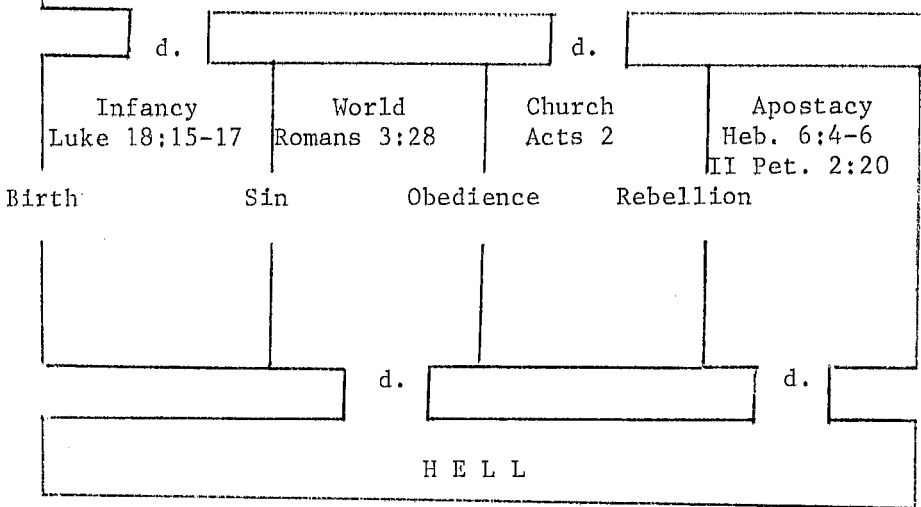 d. d.
Infancy World Church Apostacy
Luke 18:15-17 Romans 3:28 Acts 2 Heb. 6:4-6
II Pet. 2:20
Birth Sin Obedience Rebellion
d. d.
H E L L